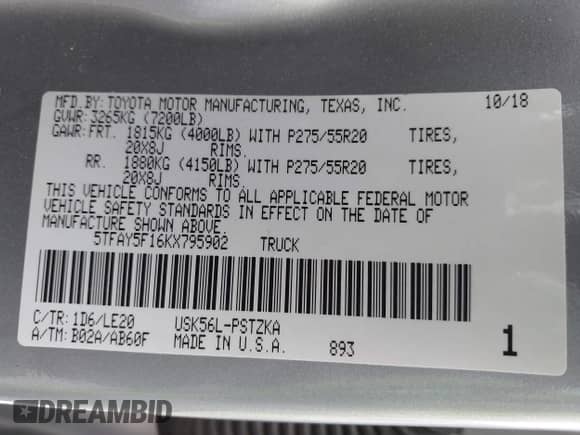 MFD.BY:TOYOTA MOTOR MANUFACTURING, TEXAS, INC. 10/18
GVWR:3265KG (7200LB)
GAWR:FRT. 1815KG (4000LB) WITH P275/55R20 TIRES,
20X8J RIMS.
RR. 1880KG (4150LB) WITH P275/55R20 TIRES,
20X8J RIMS.
THIS VEHICLE CONFORMS TO ALL APPLICABLE FEDERAL MOTOR
VEHICLE SAFETY STANDARDS IN EFFECT ON THE DATE OF
MANUFACTURE SHOWN ABOVE.
5TFAY5F16KX795902 TRUCK
C/TR:1D6/LE20 USK56L-PSTZKA
A/TM:B02A/AB60F MADE IN U.S.A. 893 1
DREAMBID